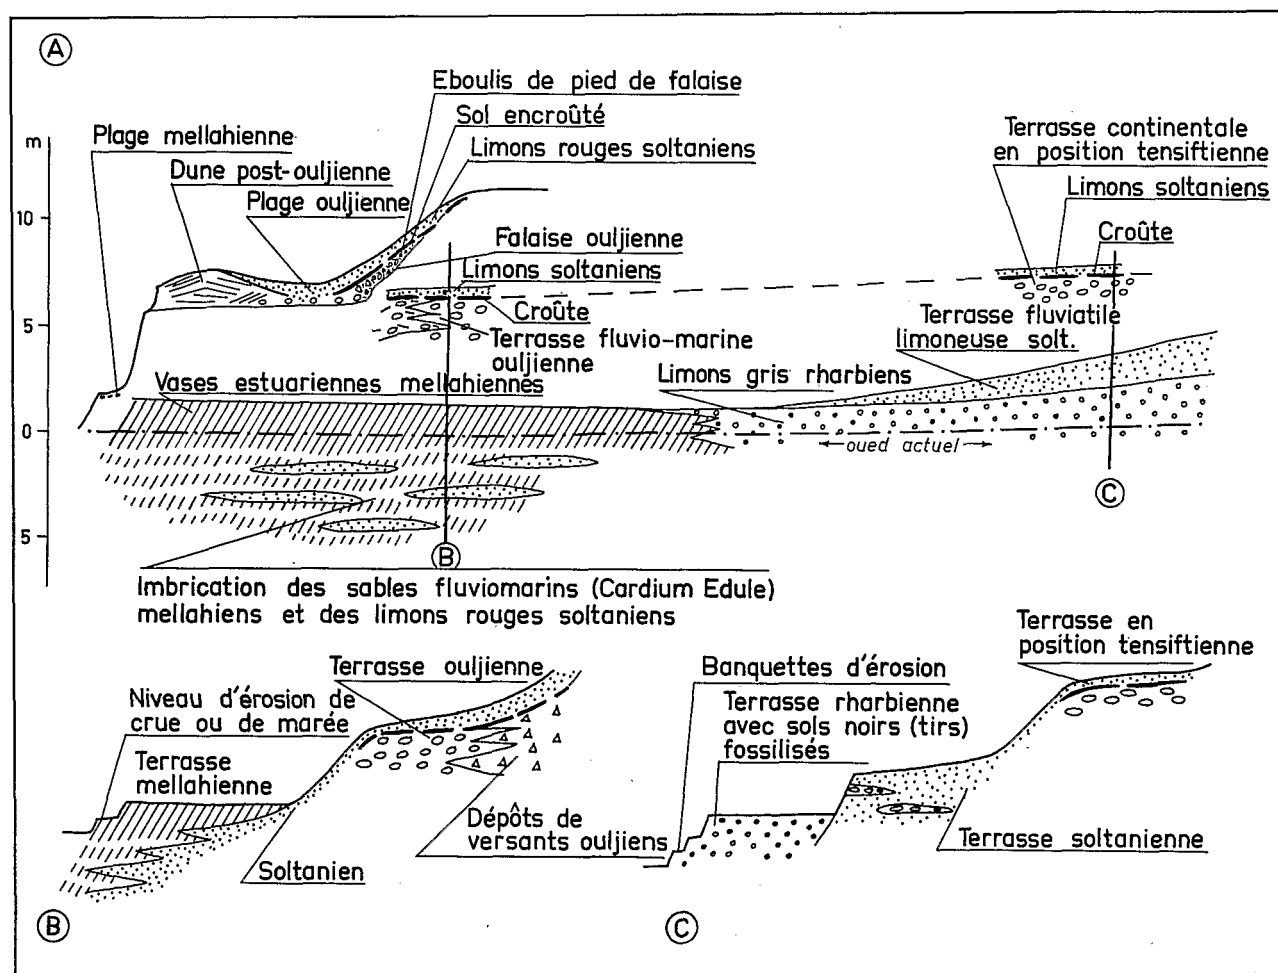 A
Eboulis de pied de falaise
Sol encroûté
Limons rouges soltaniens
m
Plage mellahienne
Dune post-ouljienne
Plage ouljienne
Terrasse continentale
en position tensiftienne
Limons soltaniens
Croûte
10
Falaise ouljienne
Limons soltaniens
Croûte
5
Terrasse fluvio-marine
ouljienne
Terrasse fluviatile
limoneuse solt.
Vases estuariennes mellahiennes
Limons gris rharbiens
0
←oued actuel→
C
5
B
Imbrication des sables fluviomarins (Cardium Edule)
mellahiens et des limons rouges soltaniens
Terrasse ouljienne
Niveau d'érosion de
crue ou de marée
Terrasse
mellahienne
Dépôts de
versants ouljiens
Soltanien
B
Terrasse en
position tensiftienne
Banquettes d'érosion
Terrasse rharbienne
avec sols noirs (tirs)
fossilisés
Terrasse soltanienne
C